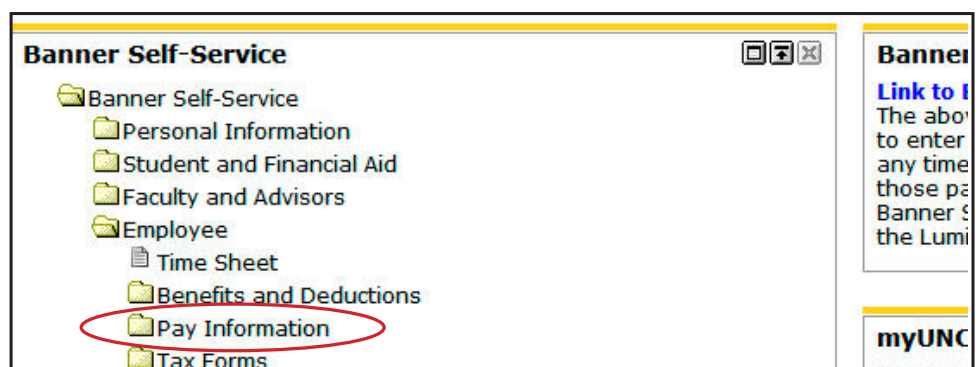 Banner Self-Service
Banner Self-Service
Personal Information
Student and Financial Aid
Faculty and Advisors
Employee
Time Sheet
Benefits and Deductions
Pay Information
Tax Forms
Banner
Link to
The abov
to enter
any time
those pa
Banner S
the Lumi
myUNC